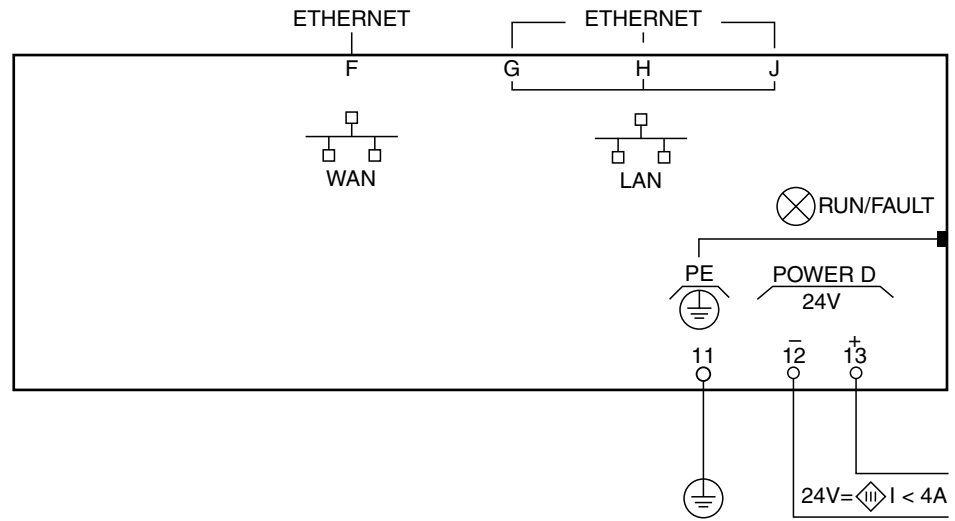 ETHERNET ETHERNET
F G H J
WAN LAN
RUN/FAULT
PE POWER D
24V
− +
11 12 13
24V= III I < 4A